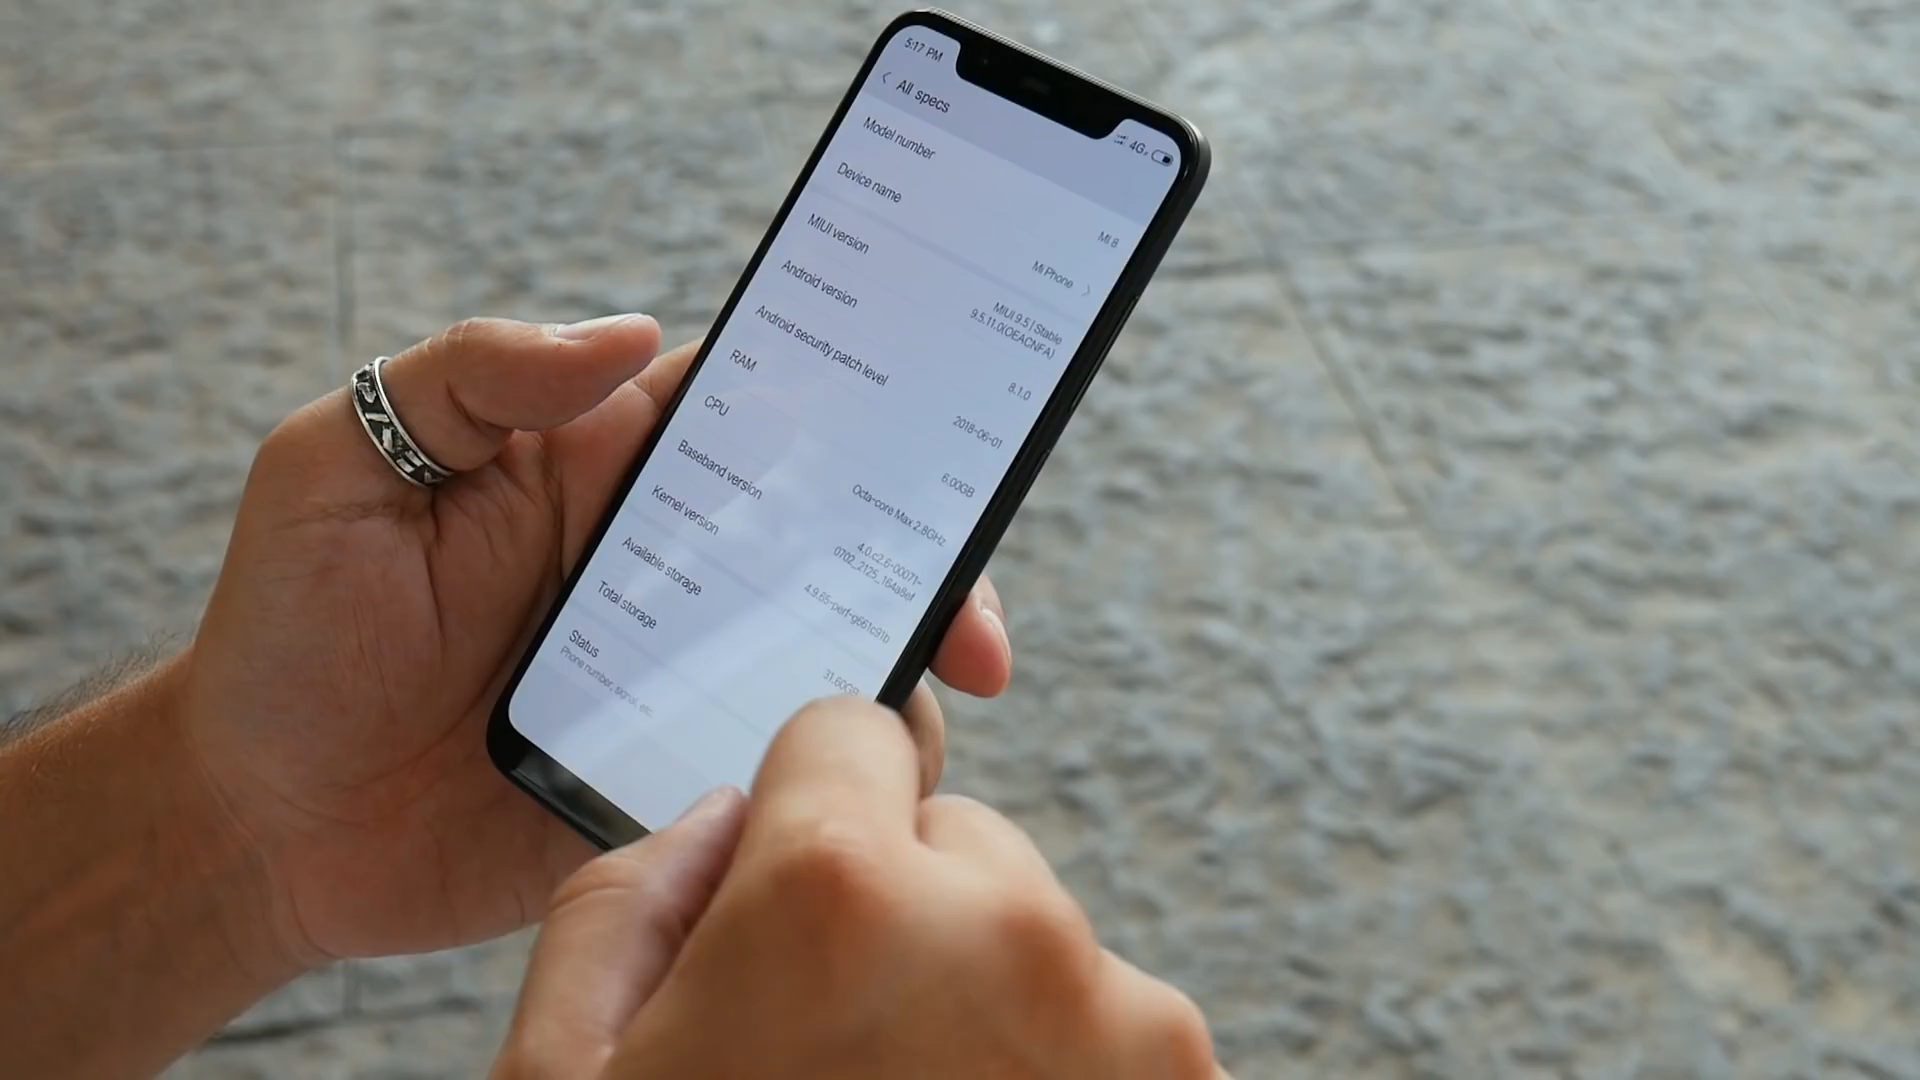 5:17 PM
4G
All specs
Model number
MI 8
Device name
Mi Phone
MIUI version
MIUI 9.5 | Stable
9.5.11.0(OEACNFA)
Android version
8.1.0
Android security patch level
2018-06-01
RAM
6.00GB
CPU
Octa-core Max 2.8GHz
Baseband version
4.0.c2.6-00071-
0702_2125_164a8ef
Kernel version
4.9.65-perf-g661c91b
Available storage
31.60GB
Total storage
Status
Phone number, signal, etc.